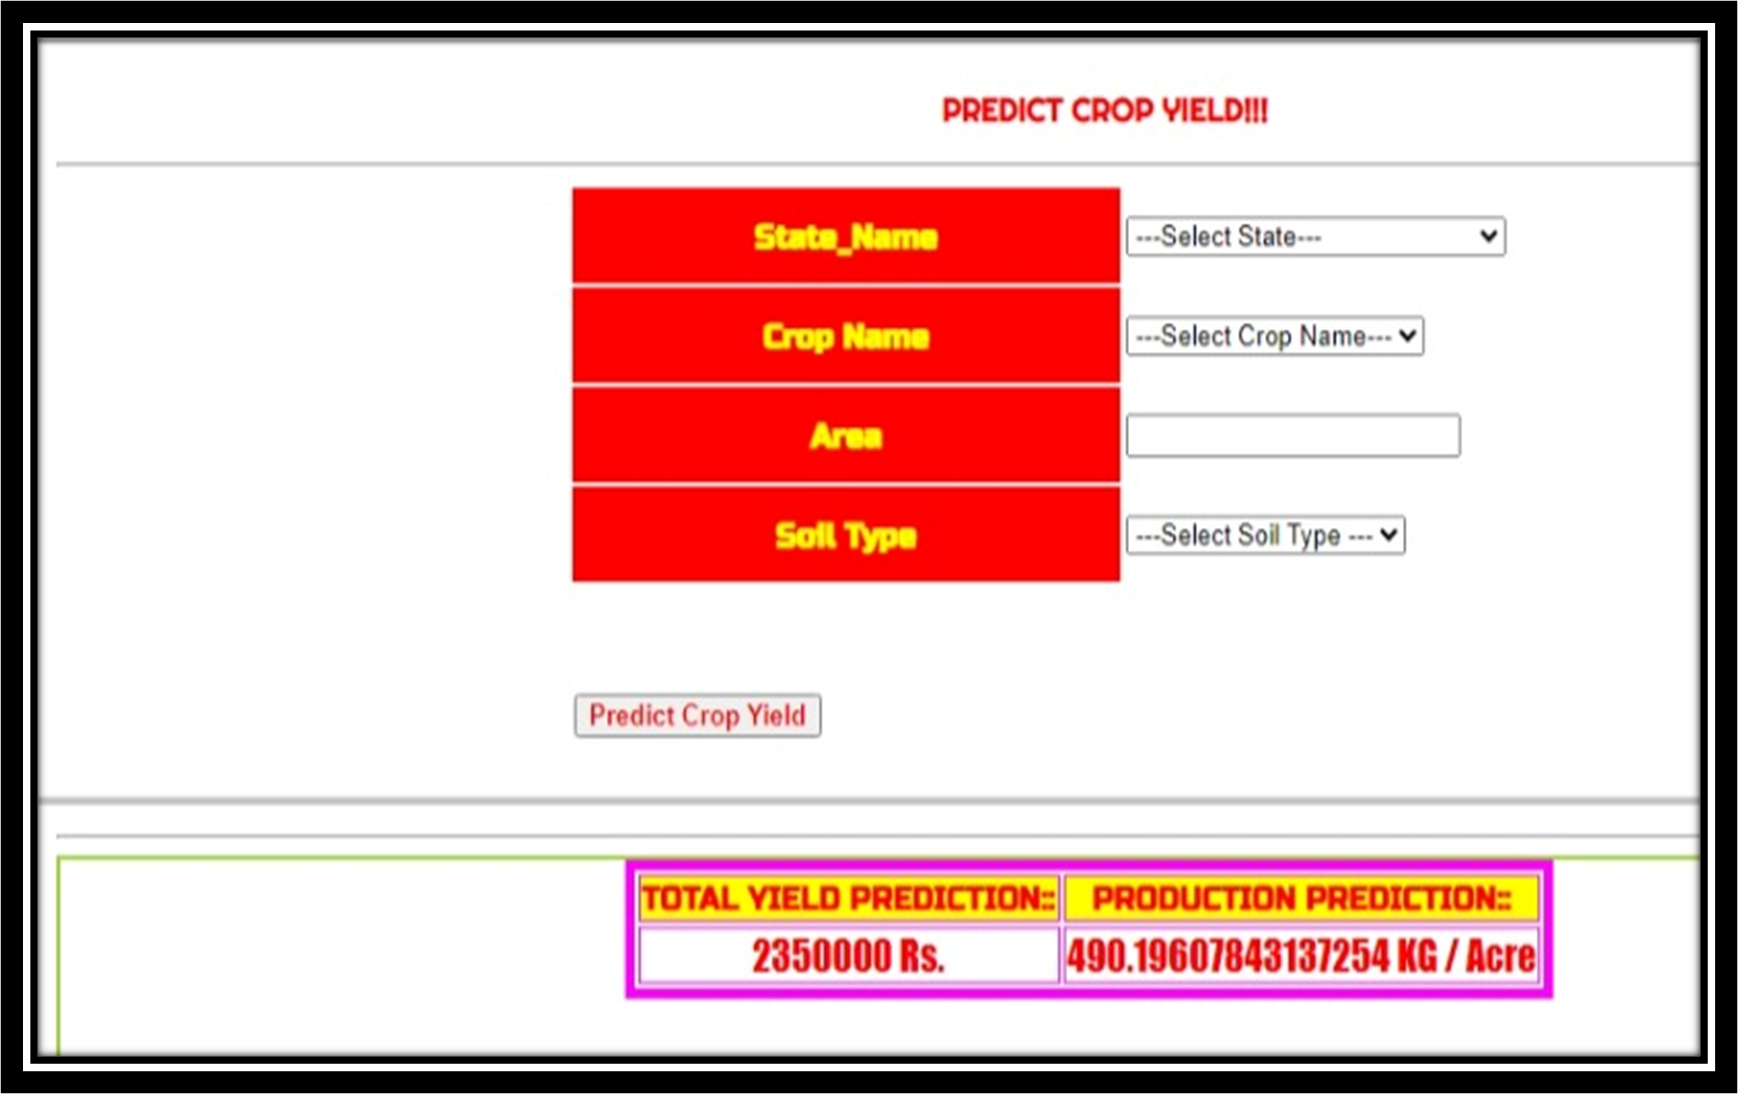 PREDICT CROP YIELD!!!
State_Name ---Select State---
Crop Name ---Select Crop Name---
Area
Soil Type ---Select Soil Type ---
Predict Crop Yield
TOTAL YIELD PREDICTION:: PRODUCTION PREDICTION::
2350000 Rs. 490.19607843137254 KG / Acre